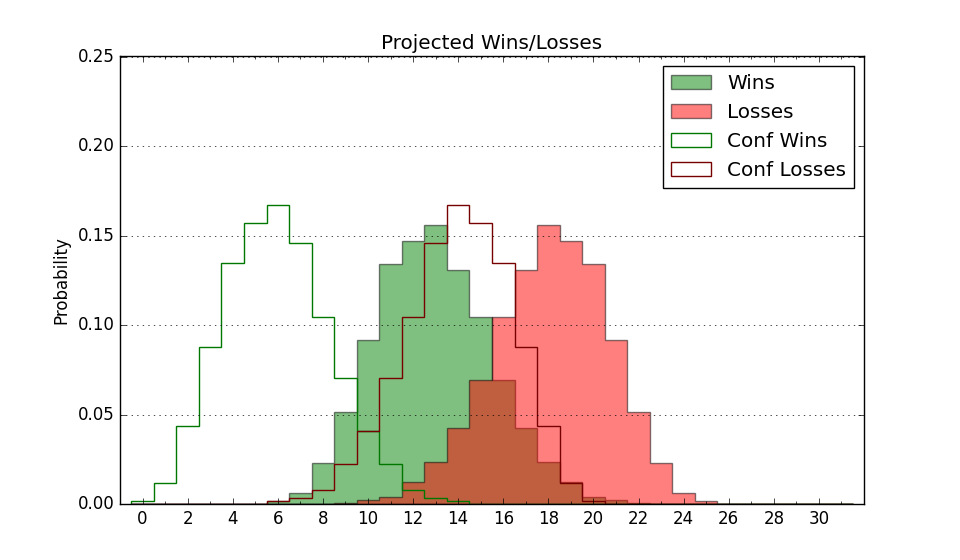 Projected Wins/Losses
0.25
0.20
0.15
0.10
0.05
0.00
Probability
Wins
Losses
Conf Wins
Conf Losses
0 2 4 6 8 10 12 14 16 18 20 22 24 26 28 30